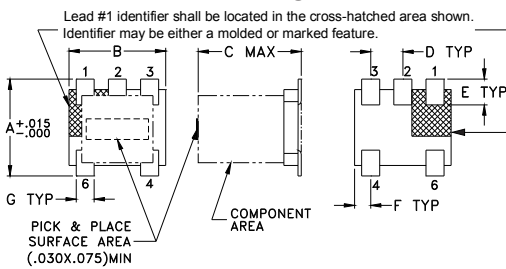 Lead #1 identifier shall be located in the cross-hatched area shown.
Identifier may be either a molded or marked feature.
B
C MAX
D TYP
1 2 3
3 2 1
E TYP
A+.015
-.000
6 4
4 6
G TYP
F TYP
PICK & PLACE
SURFACE AREA
(.030X.075)MIN
COMPONENT
AREA